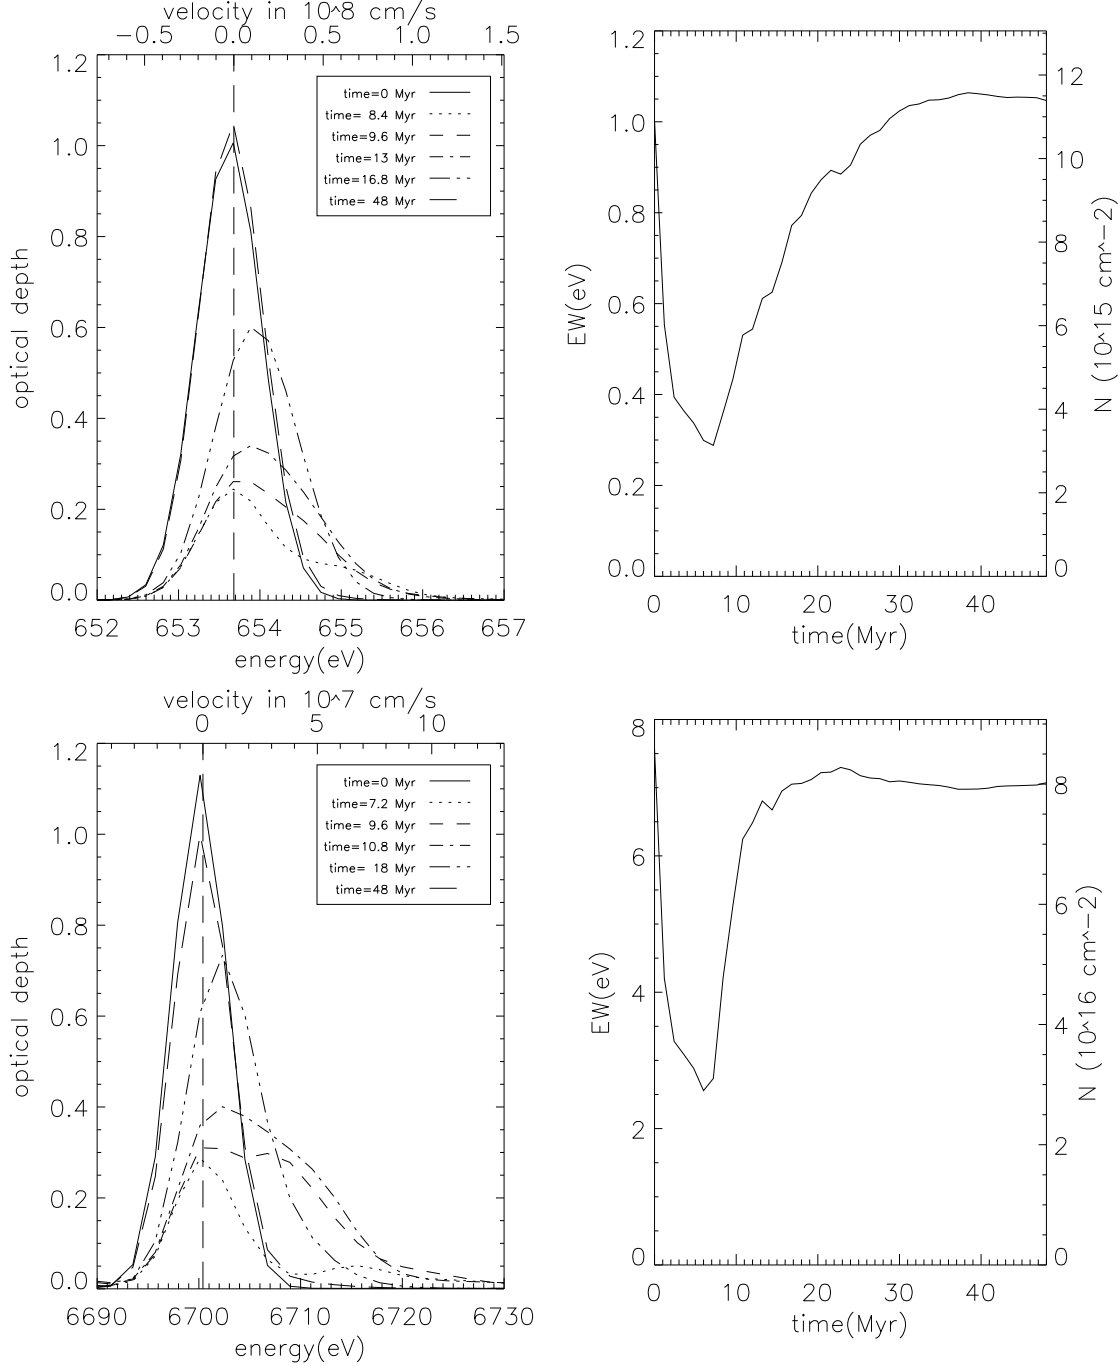 velocity in 10^8 cm/s
−0.5 0.0 0.5 1.0 1.5
1.2
1.0
0.8
0.6
0.4
0.2
0.0
optical depth
time=0 Myr
time= 8.4 Myr
time=9.6 Myr
time=13 Myr
time=16.8 Myr
time= 48 Myr
652 653 654 655 656 657
energy(eV)
1.2
1.0
0.8
0.6
0.4
0.2
0.0
EW(eV)
12
10
8
6
4
2
0
N (10^15 cm^−2)
0 10 20 30 40
time(Myr)
velocity in 10^7 cm/s
0 5 10
1.2
1.0
0.8
0.6
0.4
0.2
0.0
optical depth
time=0 Myr
time=7.2 Myr
time= 9.6 Myr
time=10.8 Myr
time= 18 Myr
time=48 Myr
6690 6700 6710 6720 6730
energy(eV)
8
6
4
2
0
EW(eV)
8
6
4
2
0
N (10^16 cm^−2)
0 10 20 30 40
time(Myr)